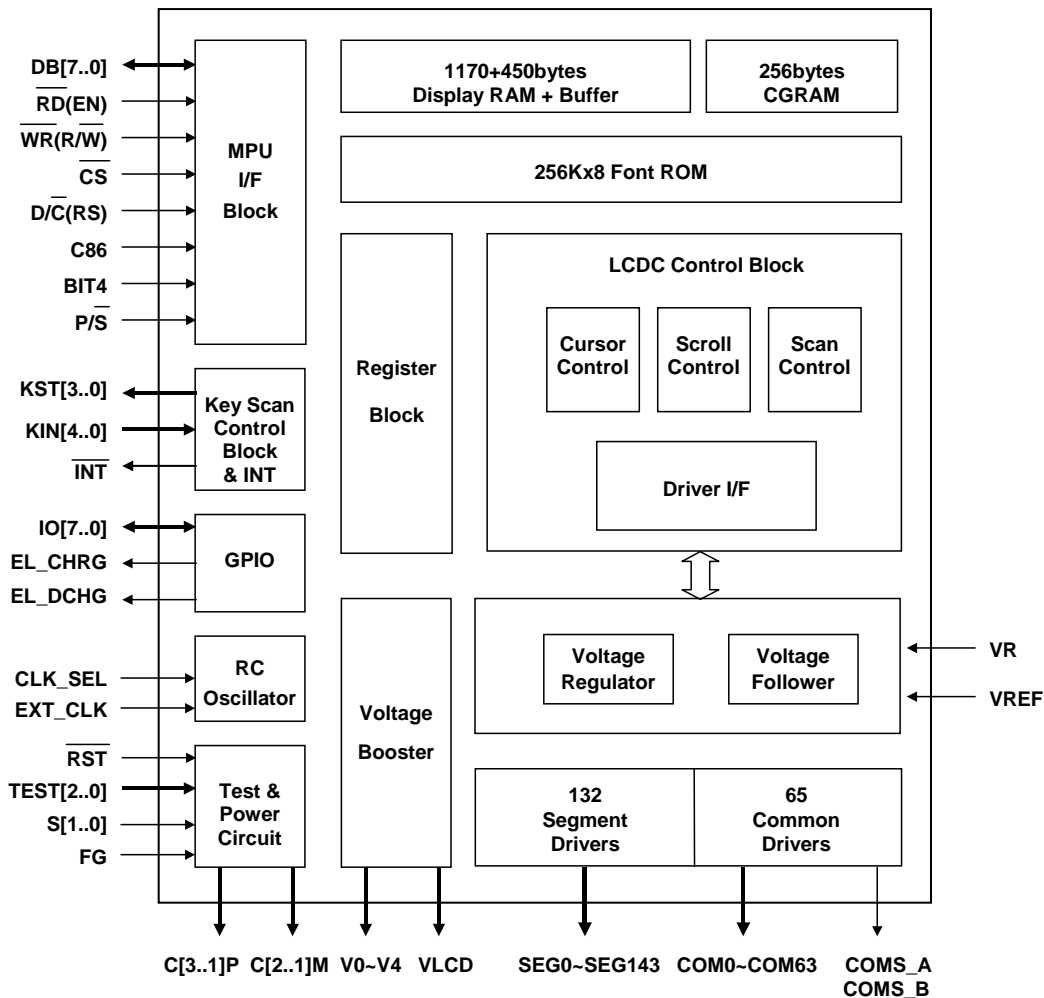 DB[7..0]
RD(EN)
WR(R/W)
CS
D/C(RS)
C86
BIT4
P/S
MPU
I/F
Block
1170+450bytes
Display RAM + Buffer
256bytes
CGRAM
256Kx8 Font ROM
Register
Block
LCDC Control Block
Cursor
Control
Scroll
Control
Scan
Control
Driver I/F
KST[3..0]
KIN[4..0]
INT
Key Scan
Control
Block
& INT
IO[7..0]
EL_CHRG
EL_DCHG
GPIO
CLK_SEL
EXT_CLK
RC
Oscillator
Voltage
Booster
Voltage
Regulator
Voltage
Follower
VR
VREF
RST
TEST[2..0]
S[1..0]
FG
Test &
Power
Circuit
132
Segment
Drivers
65
Common
Drivers
C[3..1]P
C[2..1]M
V0~V4
VLCD
SEG0~SEG143
COM0~COM63
COMS_A
COMS_B